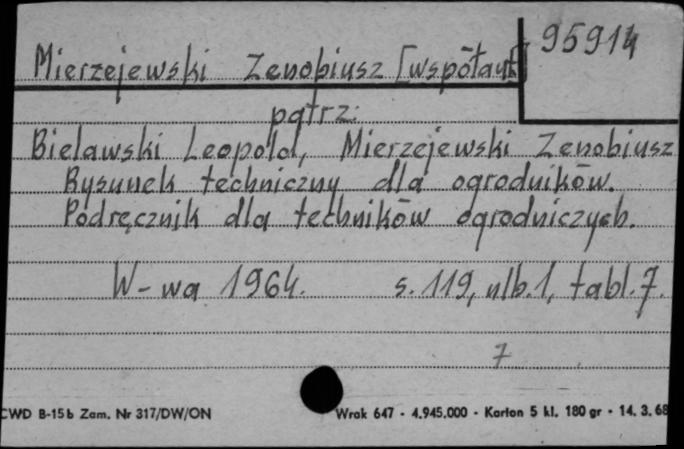 95914
Mierzejewski Zenobiusz [współaut]
patrz:
Bielawski Leopold, Mierzejewski Zenobiusz
Rysunek techniczny dla ogrodników.
Podręcznik dla techników ogrodniczych.
W-wa 1964. s. 119, nlb. 1, tabl. 7.
7
CWD B-15b Zam. Nr 317/DW/ON Wrak 647 - 4.945.000 - Karton 5 kl. 180 gr - 14. 3. 68